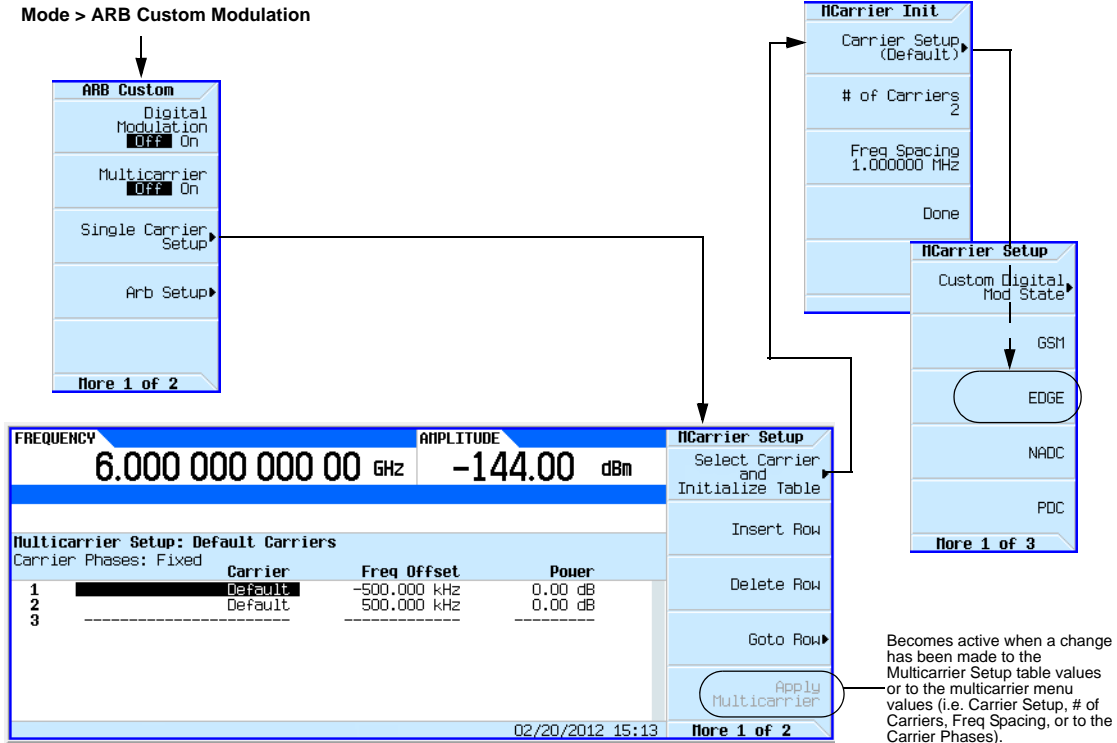 Mode > ARB Custom Modulation
ARB Custom
Digital
Modulation
Off On
Multicarrier
Off On
Single Carrier
Setup
Arb Setup
More 1 of 2
MCarrier Init
Carrier Setup
(Default)
# of Carriers
2
Freq Spacing
1.000000 MHz
Done
MCarrier Setup
Custom Digital
Mod State
GSM
EDGE
NADC
PDC
More 1 of 3
FREQUENCY
6.000 000 000 00 GHz
AMPLITUDE
-144.00 dBm
Multicarrier Setup: Default Carriers
Carrier Phases: Fixed
Carrier Freq Offset Power
1 Default -500.000 kHz 0.00 dB
2 Default 500.000 kHz 0.00 dB
3 ----------------------- ------------- ---------
02/20/2012 15:13
MCarrier Setup
Select Carrier
and
Initialize Table
Insert Row
Delete Row
Goto Row
Apply
Multicarrier
More 1 of 2
Becomes active when a change
has been made to the
Multicarrier Setup table values
or to the multicarrier menu
values (i.e. Carrier Setup, # of
Carriers, Freq Spacing, or to the
Carrier Phases).